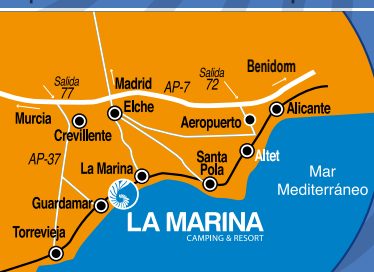 Benidorm
Salida
77
Madrid
AP-7
Salida
72
Murcia
Elche
Alicante
Crevillente
Aeropuerto
AP-37
La Marina
Santa
Pola
Altet
Mar
Mediterráneo
Guardamar
LA MARINA
CAMPING & RESORT
Torrevieja